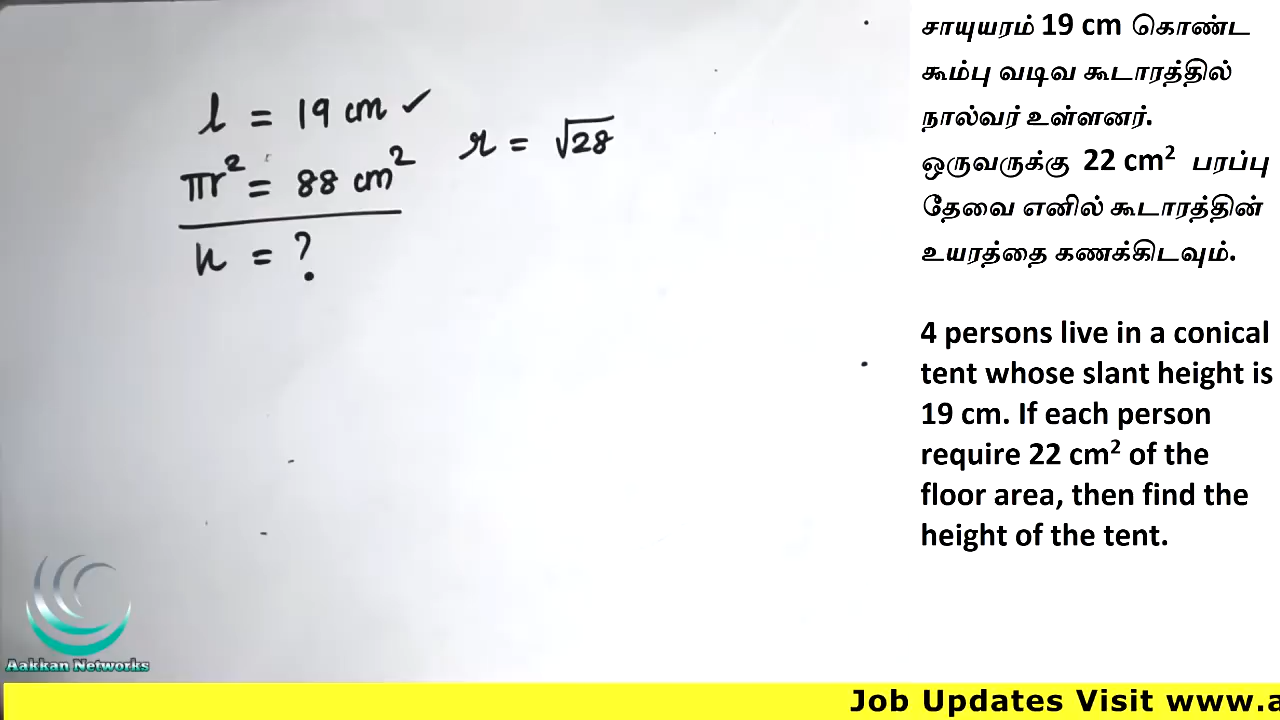 l = 19 cm ✓
πr² = 88 cm²
r = √28
h = ?
சாயுயரம் 19 cm கொண்ட
கூம்பு வடிவ கூடாரத்தில்
நால்வர் உள்ளனர்.
ஒருவருக்கு 22 cm² பரப்பு
தேவை எனில் கூடாரத்தின்
உயரத்தை கணக்கிடவும்.
4 persons live in a conical
tent whose slant height is
19 cm. If each person
require 22 cm² of the
floor area, then find the
height of the tent.
Aakkan Networks
Job Updates Visit www.a